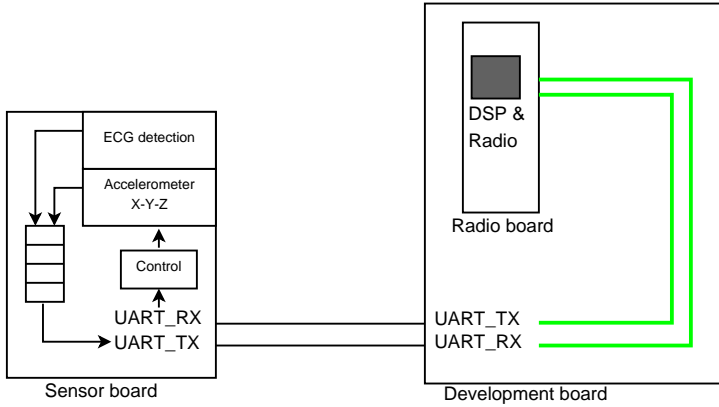 ECG detection
Accelerometer
X-Y-Z
Control
UART_RX
UART_TX
Sensor board
DSP &
Radio
Radio board
UART_TX
UART_RX
Development board